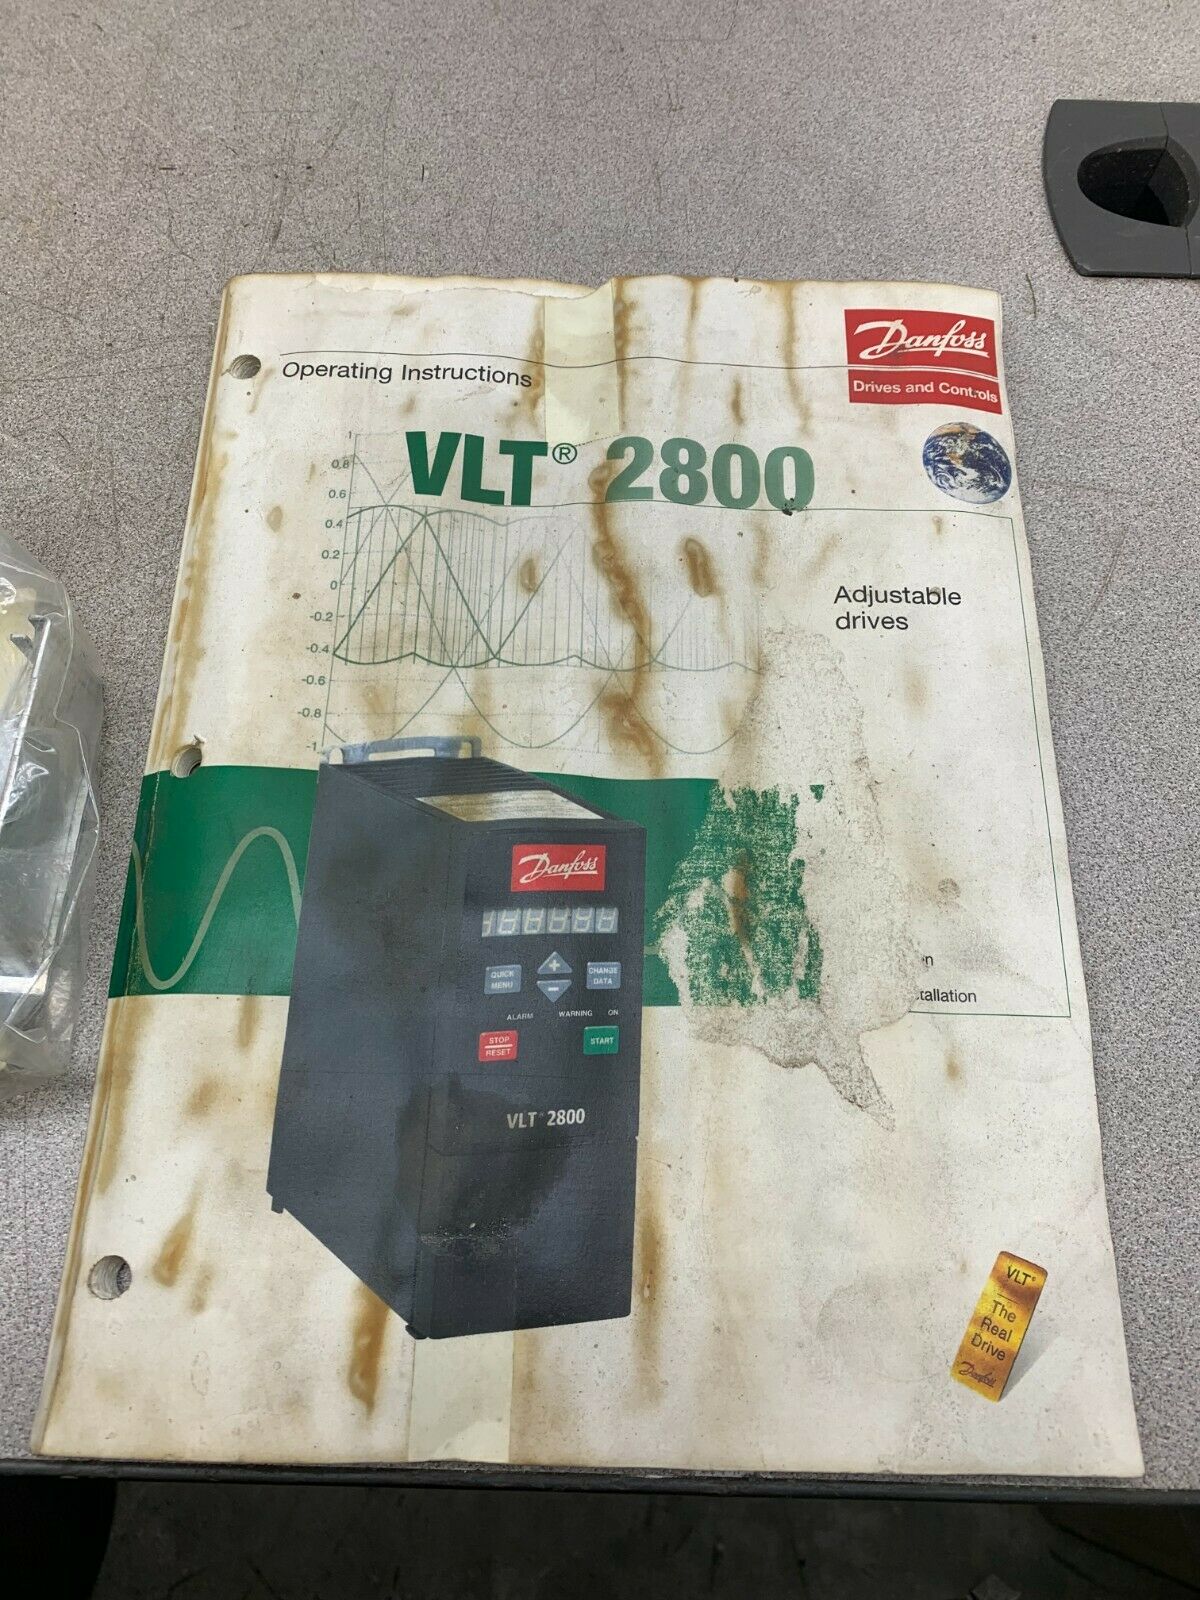 Danfoss
Drives and Controls
Operating Instructions
VLT® 2800
1
0.8
0.6
0.4
0.2
0
-0.2
-0.4
-0.6
-0.8
-1
Adjustable
drives
Danfoss
QUICK
MENU
+
-
CHANGE
DATA
ALARM WARNING ON
STOP
RESET
START
VLT® 2800
VLT®
The
Real
Drive
Danfoss